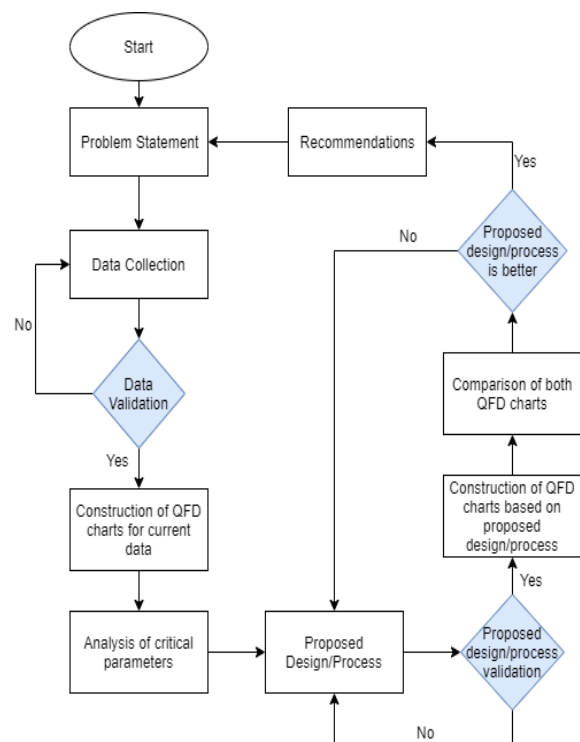 Start
Problem Statement
Recommendations
Yes
Proposed
design/process
is better
No
Data Collection
No
Data
Validation
Yes
Comparison of both
QFD charts
Construction of QFD
charts for current
data
Construction of QFD
charts based on
proposed
design/process
Yes
Analysis of critical
parameters
Proposed
Design/Process
Proposed
design/process
validation
No